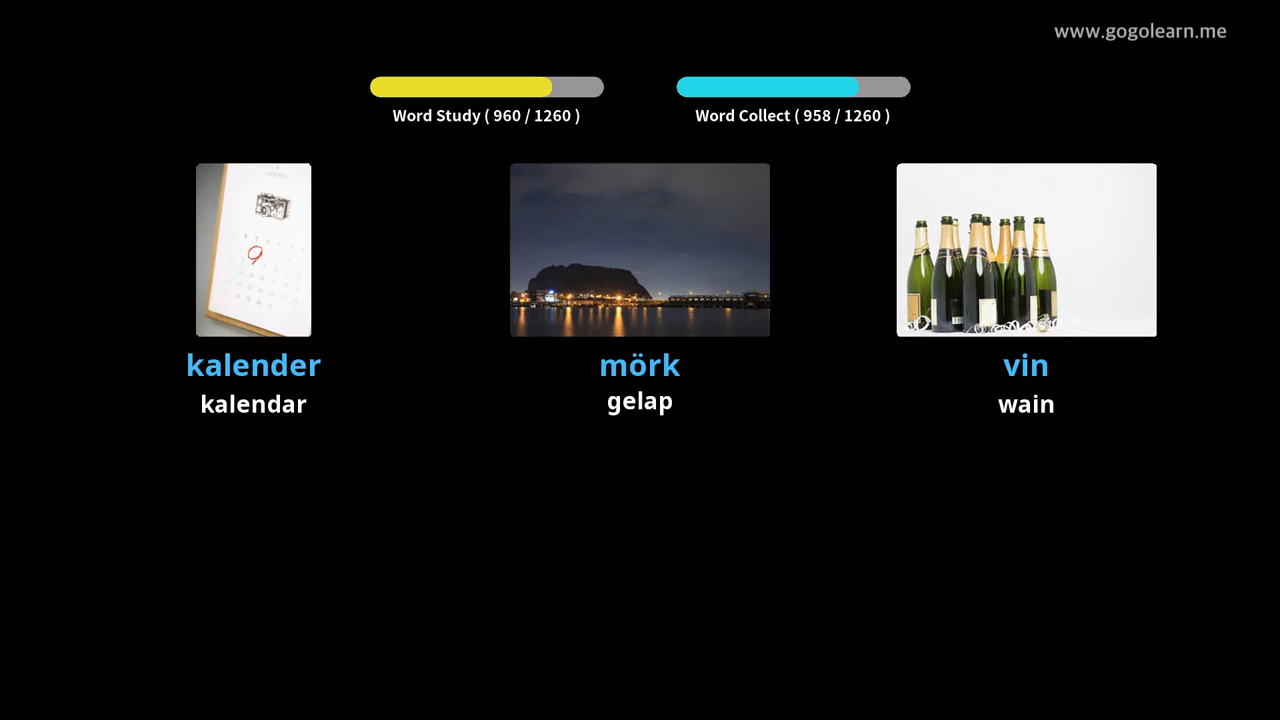 www.gogolearn.me
Word Study ( 960 / 1260 )
Word Collect ( 958 / 1260 )
kalender
kalendar
mörk
gelap
vin
wain